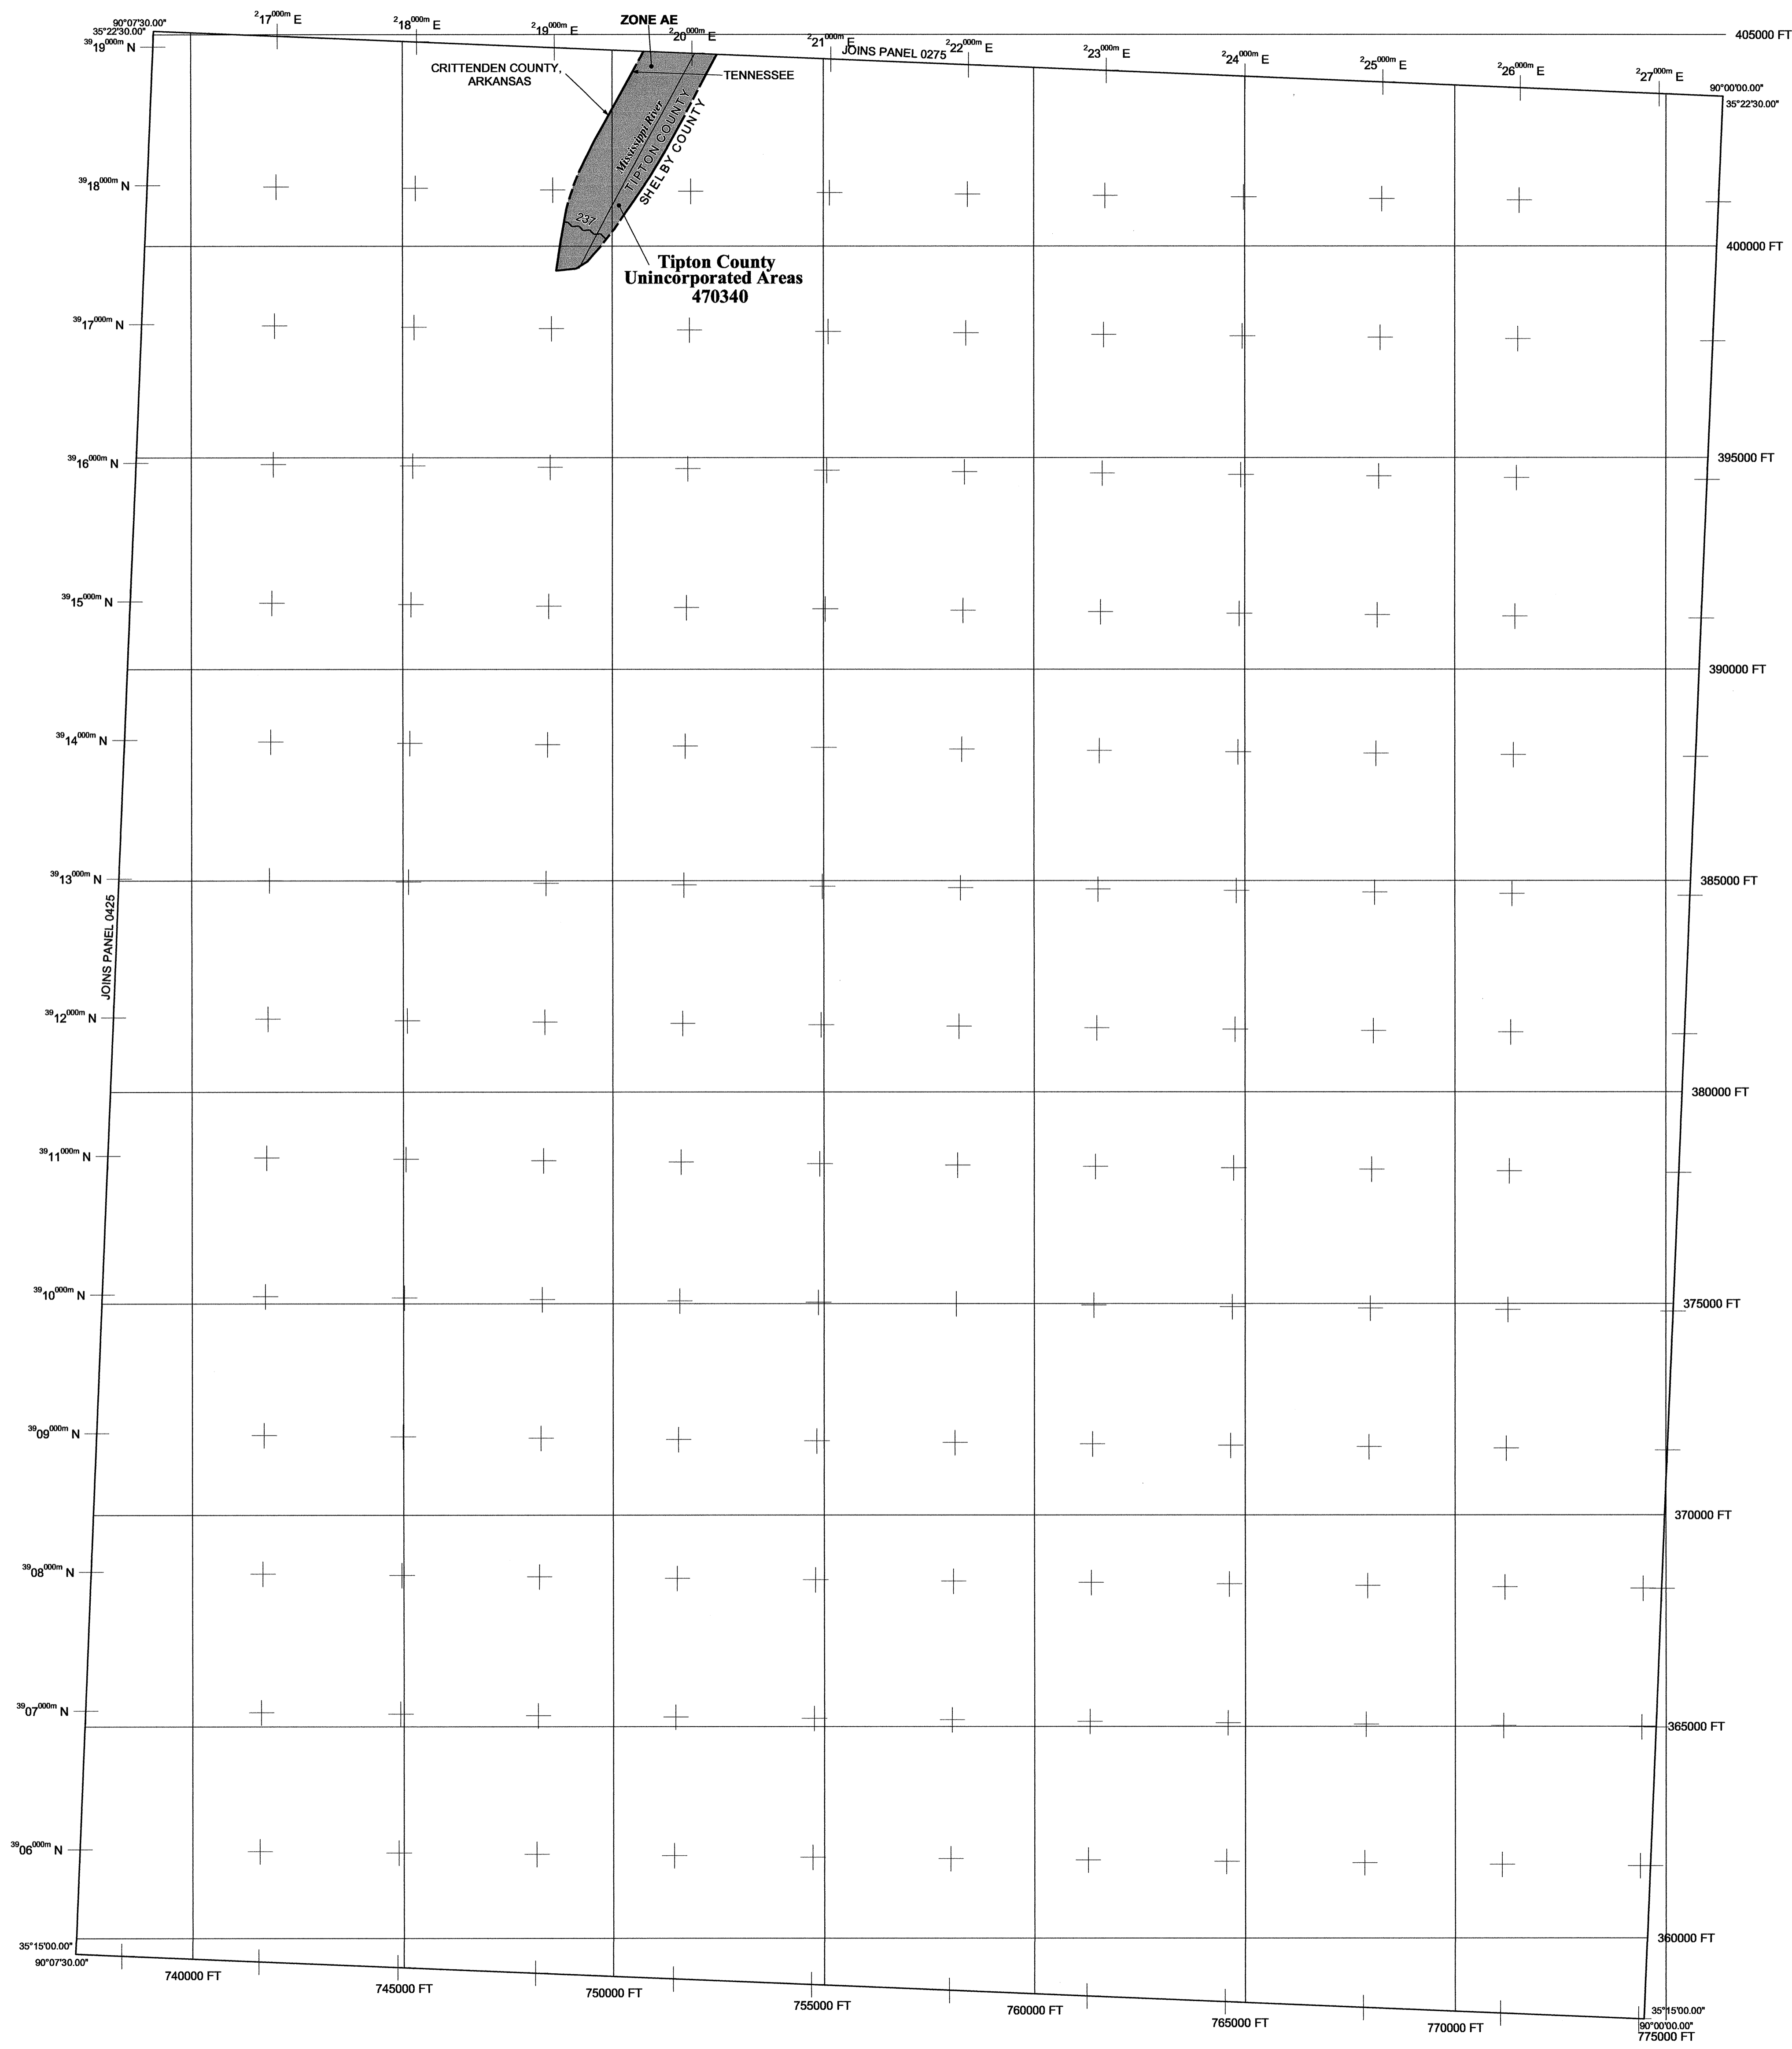 90°07'30.00"
35°22'30.00"
2 17 000m E
2 18 000m E
2 19 000m E
ZONE AE
2 20 000m E
2 21 000m E
JOINS PANEL 0275
2 22 000m E
2 23 000m E
2 24 000m E
2 25 000m E
2 26 000m E
2 27 000m E
405000 FT
90°00'00.00"
35°22'30.00"
39 19 000m N
CRITTENDEN COUNTY,
ARKANSAS
TENNESSEE
Mississippi River
TIPTON COUNTY
SHELBY COUNTY
39 18 000m N
237
400000 FT
Tipton County
Unincorporated Areas
470340
39 17 000m N
39 16 000m N
395000 FT
39 15 000m N
390000 FT
39 14 000m N
39 13 000m N
385000 FT
JOINS PANEL 0425
39 12 000m N
380000 FT
39 11 000m N
39 10 000m N
375000 FT
39 09 000m N
370000 FT
39 08 000m N
39 07 000m N
365000 FT
39 06 000m N
360000 FT
35°15'00.00"
90°07'30.00"
740000 FT
745000 FT
750000 FT
755000 FT
760000 FT
765000 FT
770000 FT
35°15'00.00"
90°00'00.00"
775000 FT